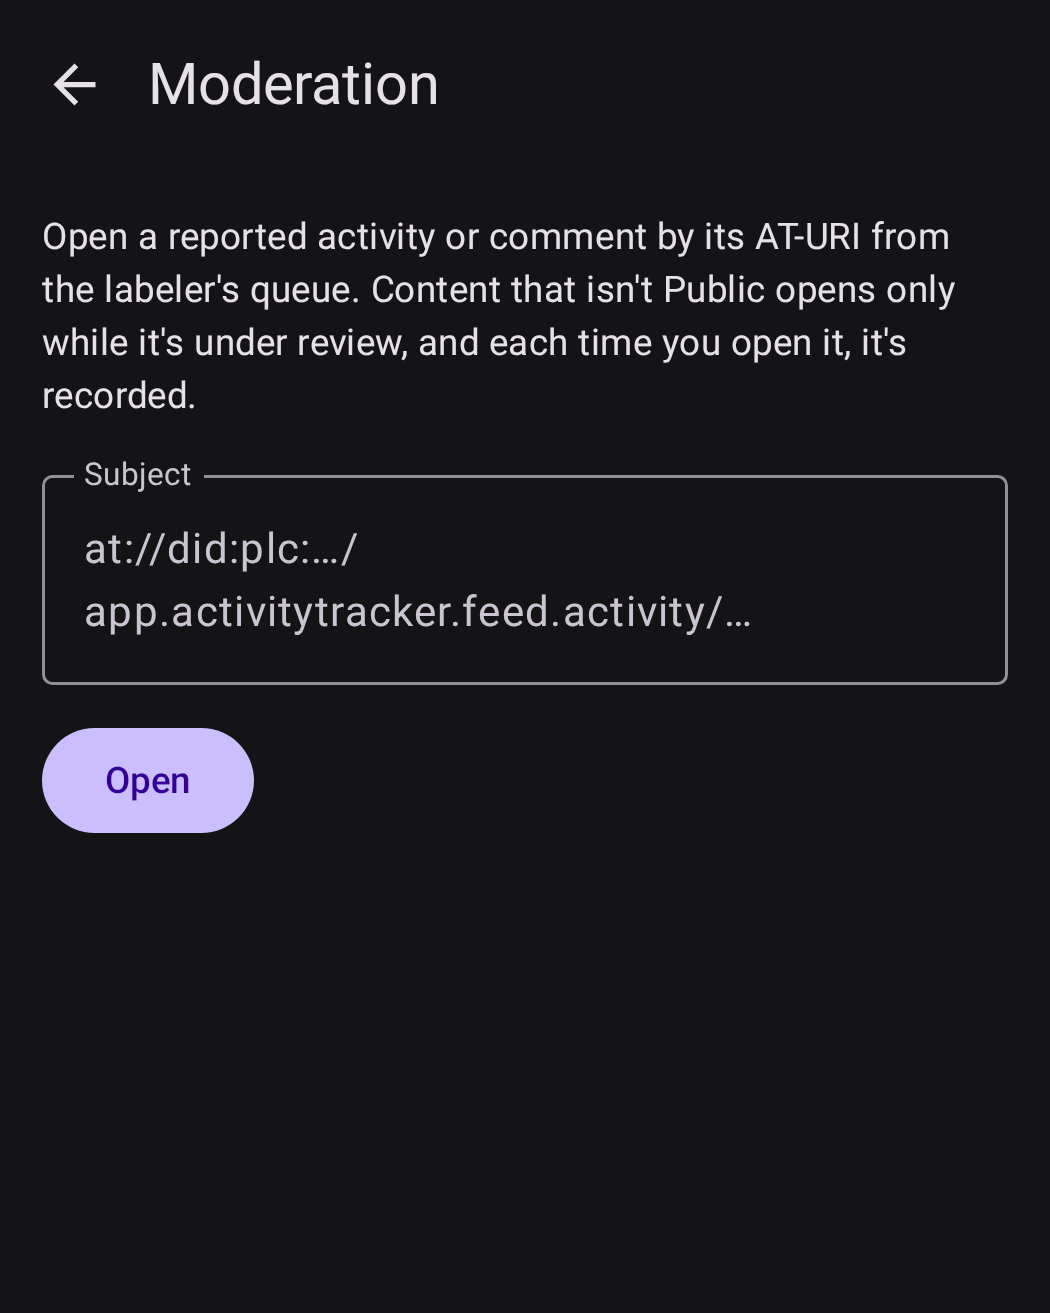 Moderation
Open a reported activity or comment by its AT-URI from
the labeler's queue. Content that isn't Public opens only
while it's under review, and each time you open it, it's
recorded.
Subject
at://did:plc:…/
app.activitytracker.feed.activity/…
Open